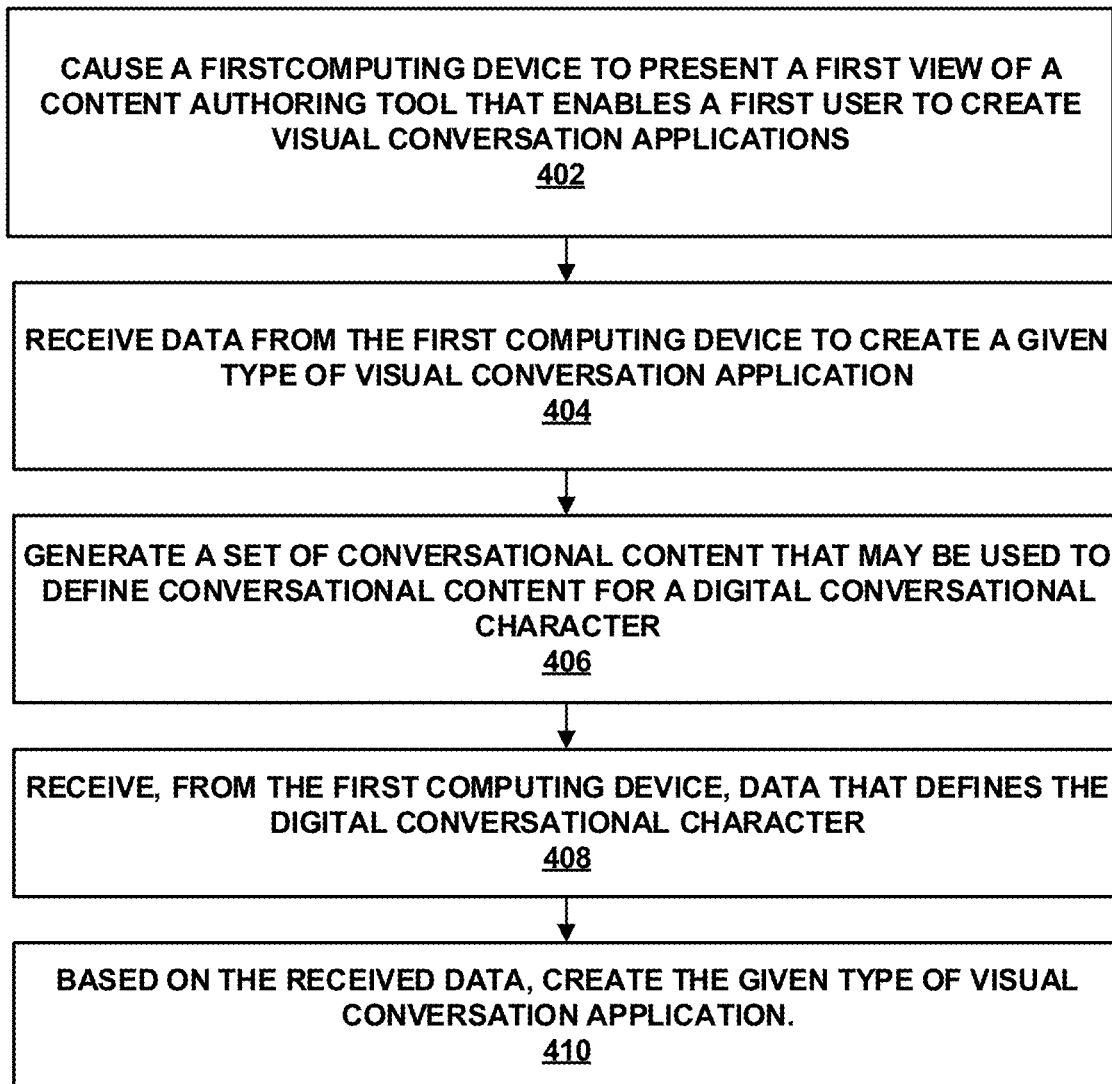 CAUSE A FIRSTCOMPUTING DEVICE TO PRESENT A FIRST VIEW OF A
CONTENT AUTHORING TOOL THAT ENABLES A FIRST USER TO CREATE
VISUAL CONVERSATION APPLICATIONS
402
RECEIVE DATA FROM THE FIRST COMPUTING DEVICE TO CREATE A GIVEN
TYPE OF VISUAL CONVERSATION APPLICATION
404
GENERATE A SET OF CONVERSATIONAL CONTENT THAT MAY BE USED TO
DEFINE CONVERSATIONAL CONTENT FOR A DIGITAL CONVERSATIONAL
CHARACTER
406
RECEIVE, FROM THE FIRST COMPUTING DEVICE, DATA THAT DEFINES THE
DIGITAL CONVERSATIONAL CHARACTER
408
BASED ON THE RECEIVED DATA, CREATE THE GIVEN TYPE OF VISUAL
CONVERSATION APPLICATION.
410